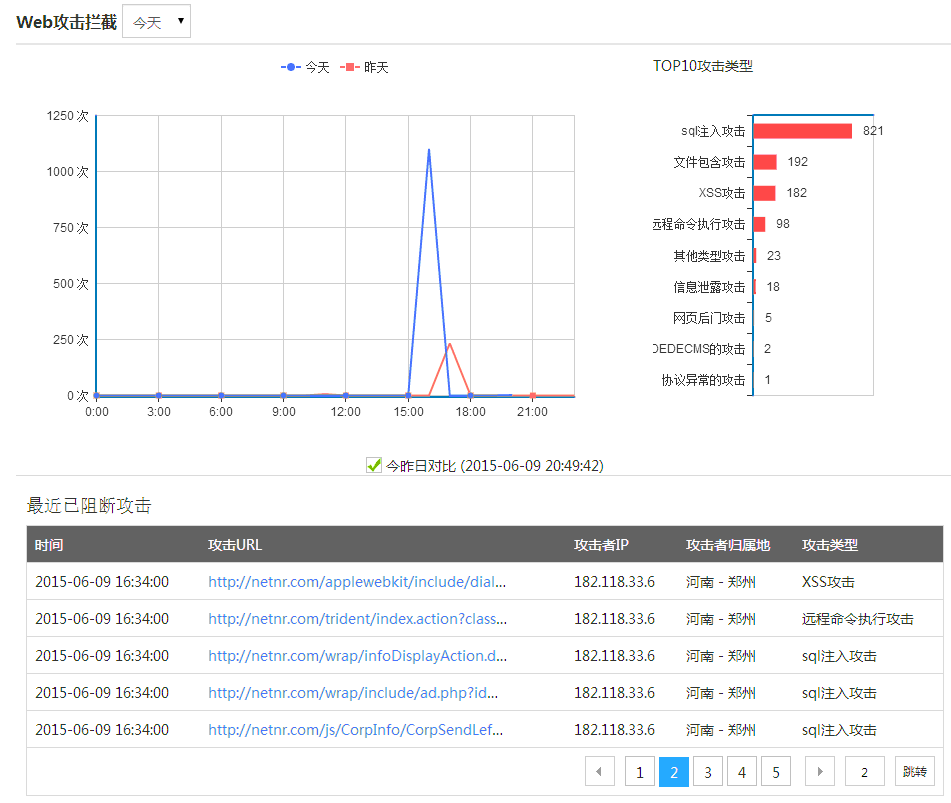 Web攻击拦截 今天
今天 昨天
TOP10攻击类型
1250 次
1000 次
750 次
500 次
250 次
0 次
0:00 3:00 6:00 9:00 12:00 15:00 18:00 21:00
sql注入攻击 821
文件包含攻击 192
XSS攻击 182
远程命令执行攻击 98
其他类型攻击 23
信息泄露攻击 18
网页后门攻击 5
DEDECMS的攻击 2
协议异常的攻击 1
今昨日对比 (2015-06-09 20:49:42)
最近已阻断攻击
时间 攻击URL 攻击者IP 攻击者归属地 攻击类型
2015-06-09 16:34:00 http://netnr.com/applewebkit/include/dial... 182.118.33.6 河南 - 郑州 XSS攻击
2015-06-09 16:34:00 http://netnr.com/trident/index.action?class... 182.118.33.6 河南 - 郑州 远程命令执行攻击
2015-06-09 16:34:00 http://netnr.com/wrap/infoDisplayAction.d... 182.118.33.6 河南 - 郑州 sql注入攻击
2015-06-09 16:34:00 http://netnr.com/wrap/include/ad.php?id... 182.118.33.6 河南 - 郑州 sql注入攻击
2015-06-09 16:34:00 http://netnr.com/js/CorpInfo/CorpSendLef... 182.118.33.6 河南 - 郑州 sql注入攻击
1 2 3 4 5 2 跳转